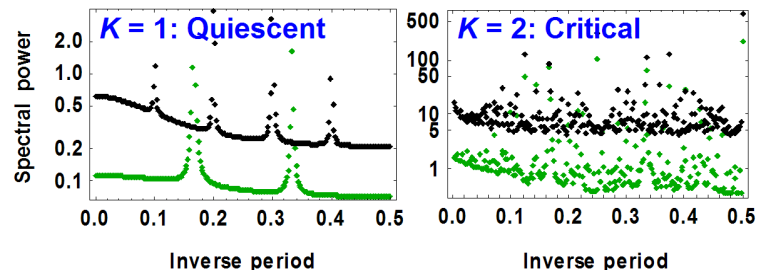 K = 1: Quiescent
Spectral power
2.0
1.0
0.5
0.2
0.1
0.0 0.1 0.2 0.3 0.4 0.5
Inverse period
K = 2: Critical
500
100
50
10
5
1
0.0 0.1 0.2 0.3 0.4 0.5
Inverse period